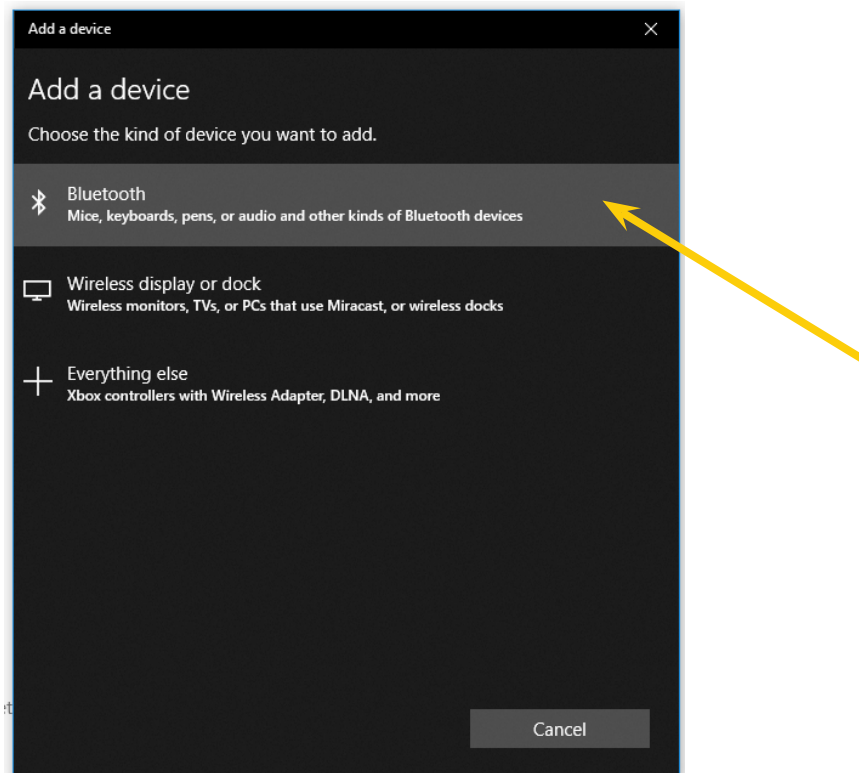 Add a device
Add a device
Choose the kind of device you want to add.
Bluetooth
Mice, keyboards, pens, or audio and other kinds of Bluetooth devices
Wireless display or dock
Wireless monitors, TVs, or PCs that use Miracast, or wireless docks
Everything else
Xbox controllers with Wireless Adapter, DLNA, and more
Cancel